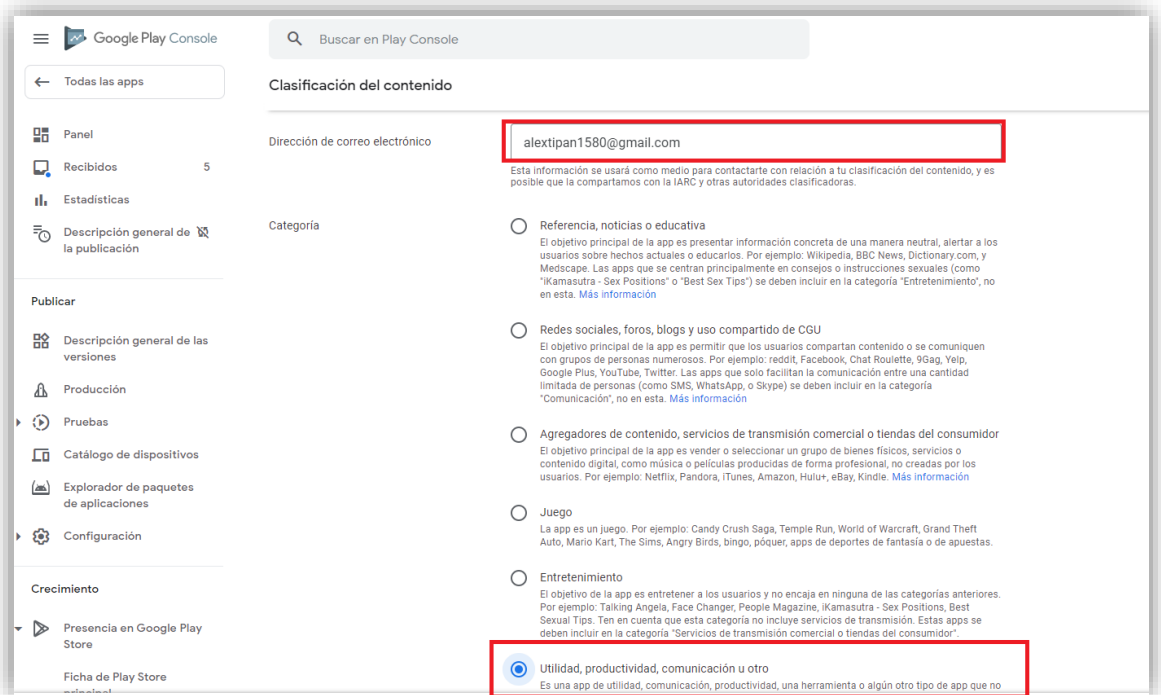 Google Play Console
Buscar en Play Console
Todas las apps
Clasificación del contenido
Panel
Recibidos 5
Estadísticas
Descripción general de
la publicación
Publicar
Descripción general de las
versiones
Producción
Pruebas
Catálogo de dispositivos
Explorador de paquetes
de aplicaciones
Configuración
Crecimiento
Presencia en Google Play
Store
Ficha de Play Store
principal
Dirección de correo electrónico
alextipan1580@gmail.com
Esta información se usará como medio para contactarte con relación a tu clasificación del contenido, y es
posible que la compartamos con la IARC y otras autoridades clasificadoras.
Categoría
Referencia, noticias o educativa
El objetivo principal de la app es presentar información concreta de una manera neutral, alertar a los
usuarios sobre hechos actuales o educarlos. Por ejemplo: Wikipedia, BBC News, Dictionary.com, y
Medscape. Las apps que se centran principalmente en consejos o instrucciones sexuales (como
"iKamasutra - Sex Positions" o "Best Sex Tips") se deben incluir en la categoría "Entretenimiento", no
en esta. Más información
Redes sociales, foros, blogs y uso compartido de CGU
El objetivo principal de la app es permitir que los usuarios compartan contenido o se comuniquen
con grupos de personas numerosos. Por ejemplo: reddit, Facebook, Chat Roulette, 9Gag, Yelp,
Google Plus, YouTube, Twitter. Las apps que solo facilitan la comunicación entre una cantidad
limitada de personas (como SMS, WhatsApp, o Skype) se deben incluir en la categoría
"Comunicación", no en esta. Más información
Agregadores de contenido, servicios de transmisión comercial o tiendas del consumidor
El objetivo principal de la app es vender o seleccionar un grupo de bienes físicos, servicios o
contenido digital, como música o películas producidas de forma profesional, no creadas por los
usuarios. Por ejemplo: Netflix, Pandora, iTunes, Amazon, Hulu+, eBay, Kindle. Más información
Juego
La app es un juego. Por ejemplo: Candy Crush Saga, Temple Run, World of Warcraft, Grand Theft
Auto, Mario Kart, The Sims, Angry Birds, bingo, póquer, apps de deportes de fantasía o de apuestas.
Entretenimiento
El objetivo de la app es entretener a los usuarios y no encaja en ninguna de las categorías anteriores.
Por ejemplo: Talking Angela, Face Changer, People Magazine, iKamasutra - Sex Positions, Best
Sexual Tips. Ten en cuenta que esta categoría no incluye servicios de transmisión. Estas apps se
deben incluir en la categoría "Servicios de transmisión comercial o tiendas del consumidor".
Utilidad, productividad, comunicación u otro
Es una app de utilidad, comunicación, productividad, una herramienta o algún otro tipo de app que no